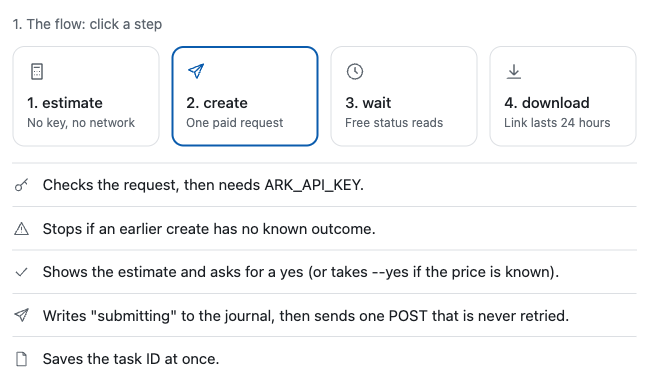 1. The flow: click a step
1. estimate
No key, no network
2. create
One paid request
3. wait
Free status reads
4. download
Link lasts 24 hours
Checks the request, then needs ARK_API_KEY.
Stops if an earlier create has no known outcome.
Shows the estimate and asks for a yes (or takes --yes if the price is known).
Writes "submitting" to the journal, then sends one POST that is never retried.
Saves the task ID at once.